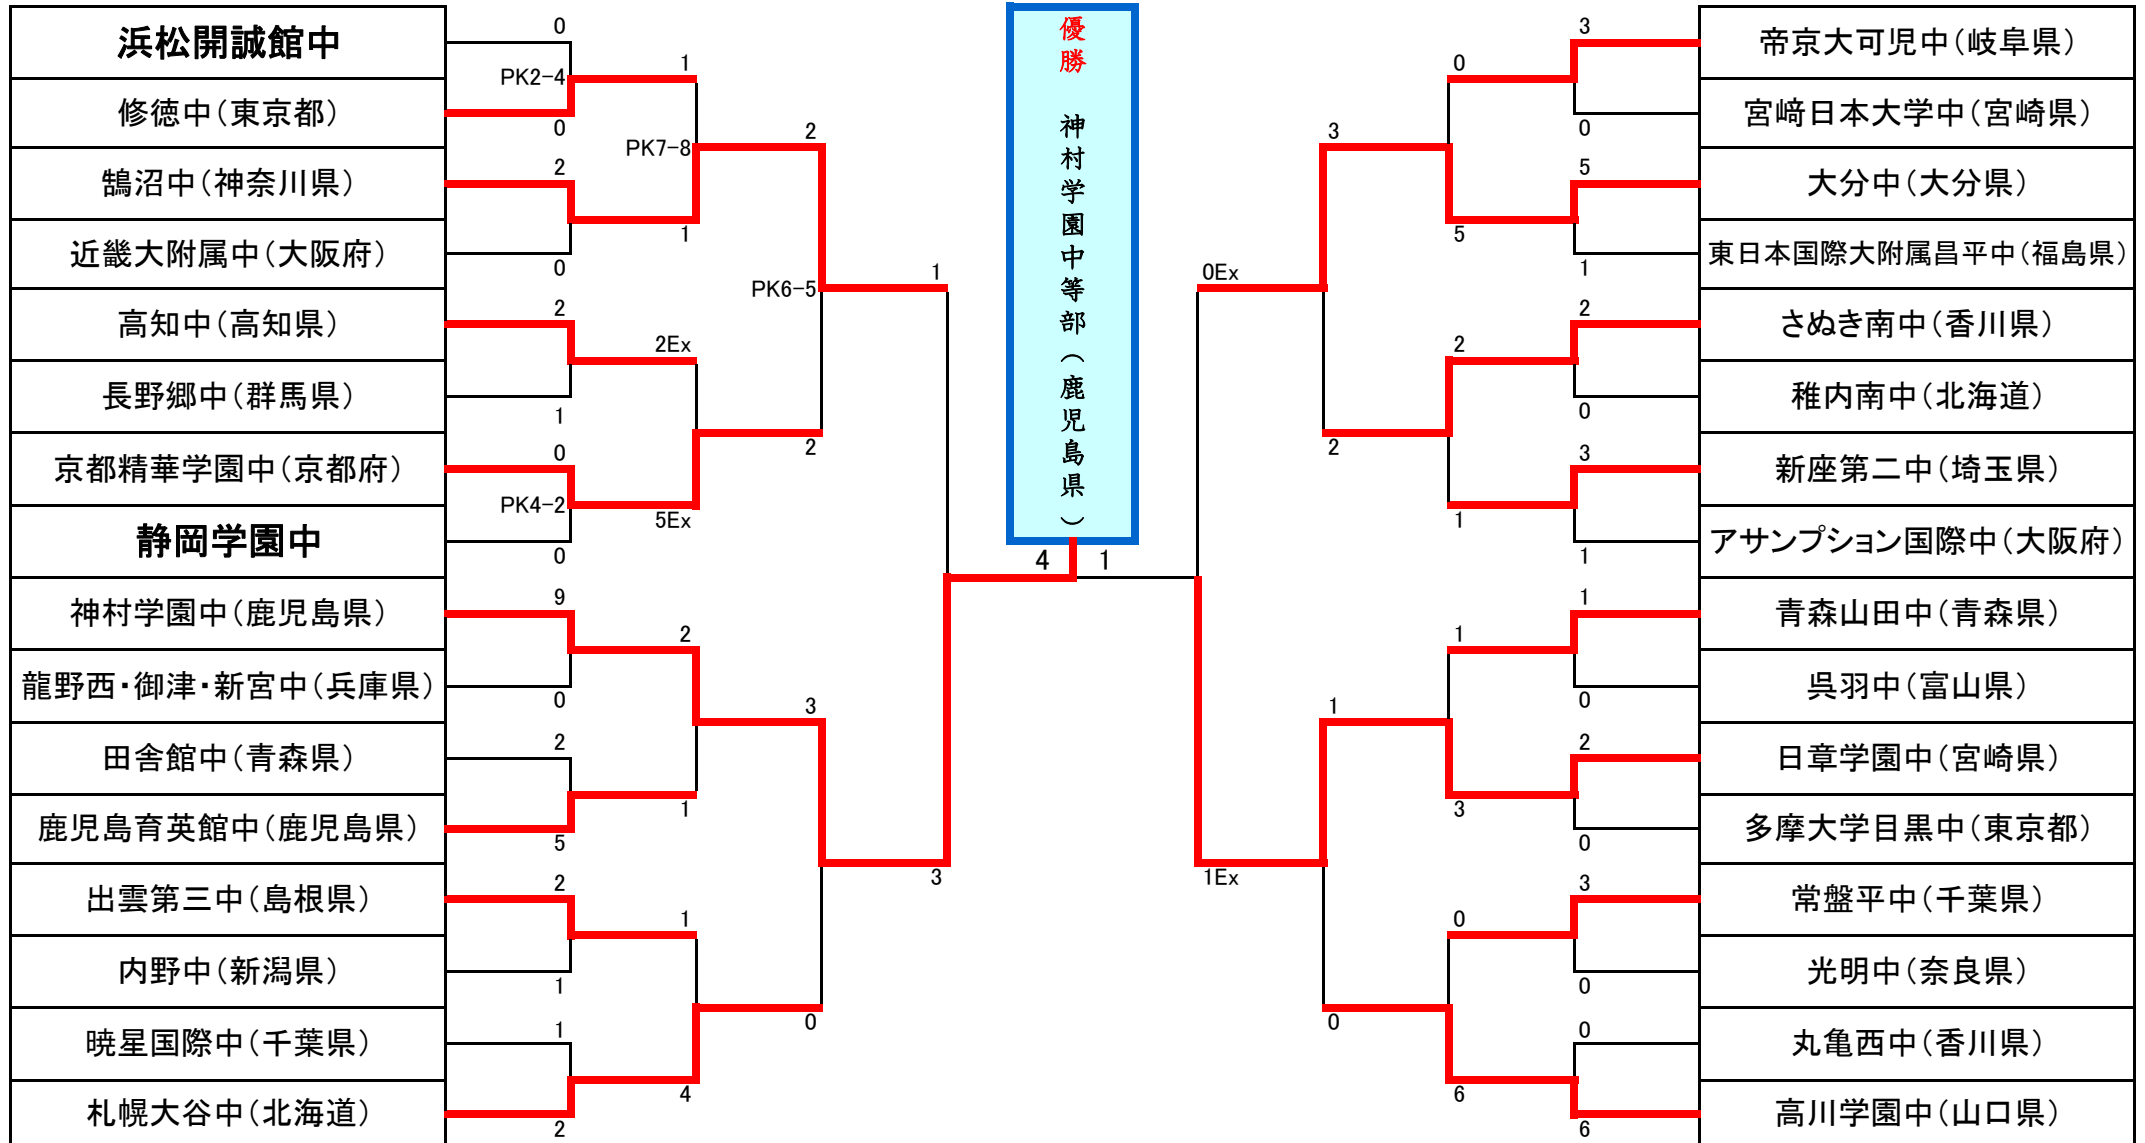 浜松開誠館中
修徳中(東京都)
鵠沼中(神奈川県)
近畿大附属中(大阪府)
高知中(高知県)
長野郷中(群馬県)
京都精華学園中(京都府)
静岡学園中
神村学園中(鹿児島県)
龍野西・御津・新宮中(兵庫県)
田舎館中(青森県)
鹿児島育英館中(鹿児島県)
出雲第三中(島根県)
内野中(新潟県)
暁星国際中(千葉県)
札幌大谷中(北海道)
0
PK2-4
0
2
0
2
1
0
PK4-2
0
9
0
2
5
2
1
1
2
1
PK7-8
1
2Ex
5Ex
2
1
1
4
2
PK6-5
2
3
0
1
3
優勝 神村学園中等部(鹿児島県)
4
1
0Ex
1Ex
3
2
1
0
0
5
2
1
1
3
0
6
3
0
5
1
2
0
3
1
1
0
2
0
3
0
0
6
帝京大可児中(岐阜県)
宮﨑日本大学中(宮崎県)
大分中(大分県)
東日本国際大附属昌平中(福島県)
さぬき南中(香川県)
稚内南中(北海道)
新座第二中(埼玉県)
アサンプション国際中(大阪府)
青森山田中(青森県)
呉羽中(富山県)
日章学園中(宮崎県)
多摩大学目黒中(東京都)
常盤平中(千葉県)
光明中(奈良県)
丸亀西中(香川県)
高川学園中(山口県)